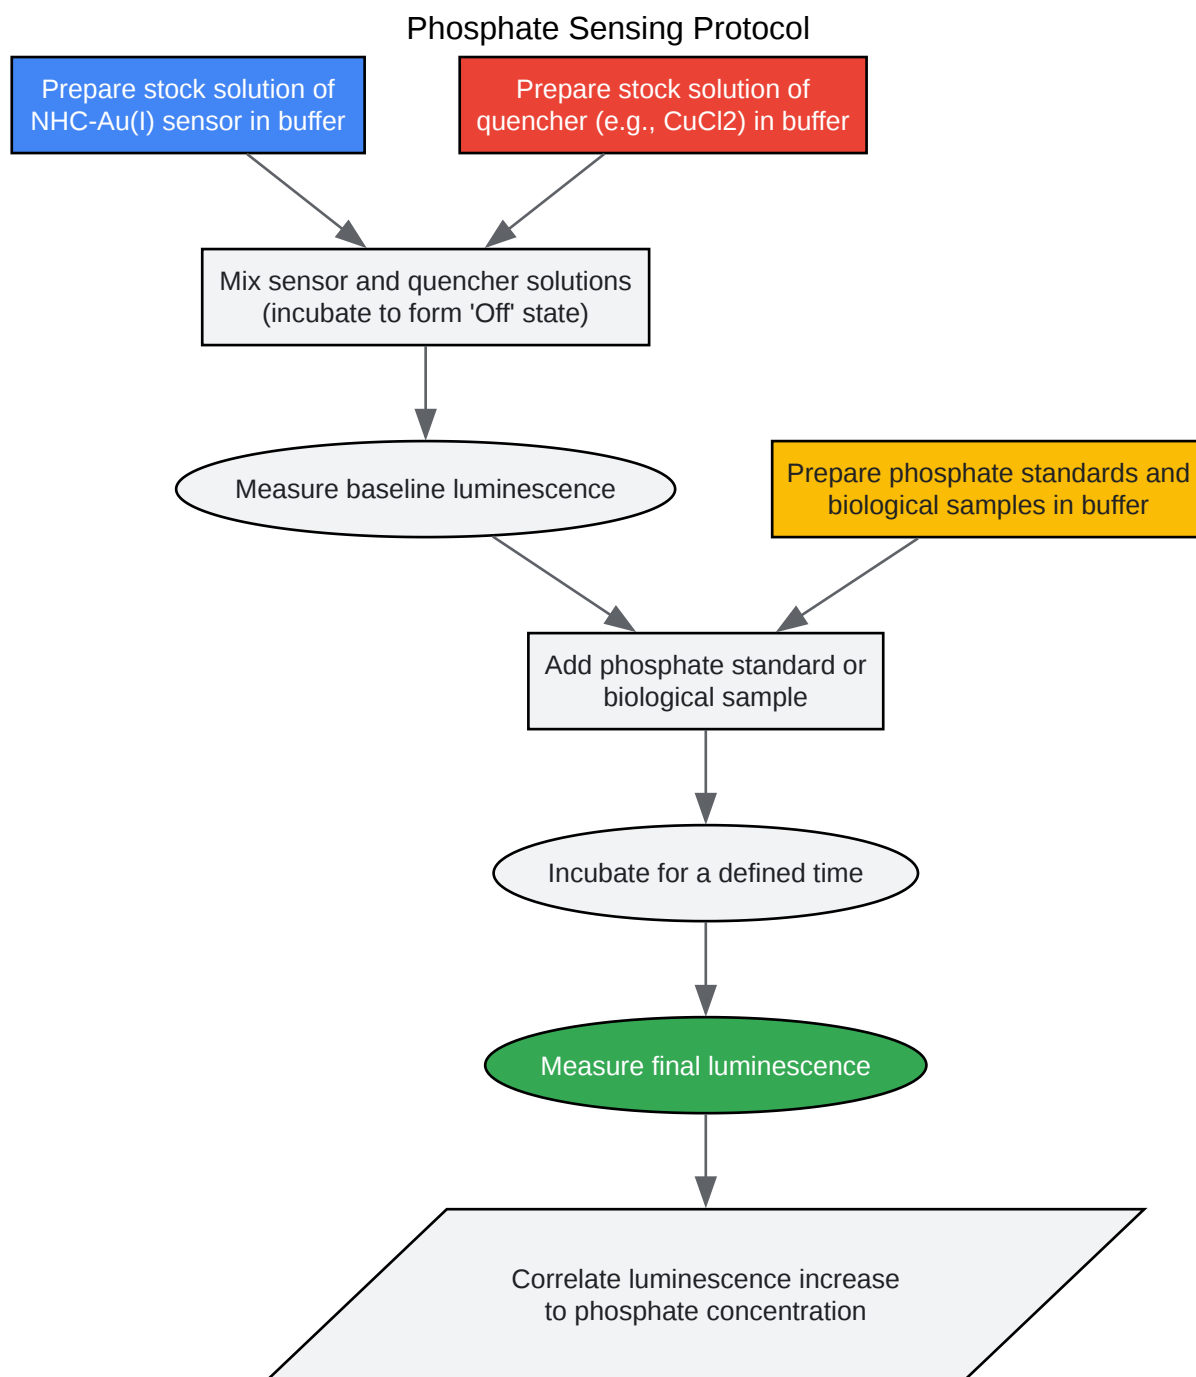 Phosphate Sensing Protocol
Prepare stock solution of
NHC-Au(I) sensor in buffer
Prepare stock solution of
quencher (e.g., CuCl2) in buffer
Mix sensor and quencher solutions
(incubate to form 'Off' state)
Measure baseline luminescence
Prepare phosphate standards and
biological samples in buffer
Add phosphate standard or
biological sample
Incubate for a defined time
Measure final luminescence
Correlate luminescence increase
to phosphate concentration